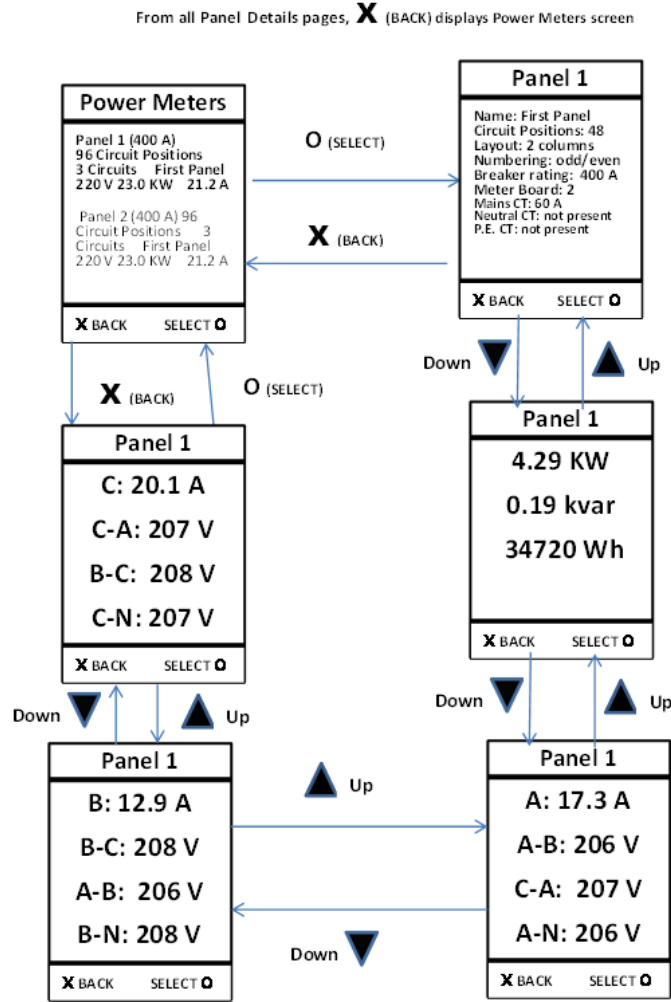 From all Panel Details pages, X (BACK) displays Power Meters screen
Power Meters
Panel 1 (400 A)
96 Circuit Positions
3 Circuits First Panel
220 V 23.0 KW 21.2 A
Panel 2 (400 A) 96
Circuit Positions 3
Circuits First Panel
220 V 23.0 KW 21.2 A
X BACK SELECT O
O (SELECT)
X (BACK)
Panel 1
Name: First Panel
Circuit Positions: 48
Layout: 2 columns
Numbering: odd/even
Breaker rating: 400 A
Meter Board: 2
Mains CT: 60 A
Neutral CT: not present
P.E. CT: not present
X BACK SELECT O
X (BACK)
O (SELECT)
Down
Up
Panel 1
C: 20.1 A
C-A: 207 V
B-C: 208 V
C-N: 207 V
X BACK SELECT O
Panel 1
4.29 KW
0.19 kvar
34720 Wh
X BACK SELECT O
Down
Up
Down
Up
Panel 1
B: 12.9 A
B-C: 208 V
A-B: 206 V
B-N: 208 V
X BACK SELECT O
Up
Down
Panel 1
A: 17.3 A
A-B: 206 V
C-A: 207 V
A-N: 206 V
X BACK SELECT O